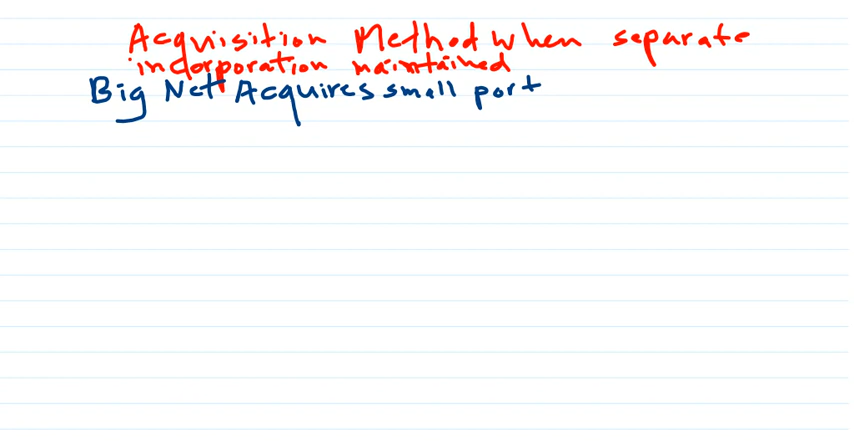 Acquisition Method when separate
incorporation maintained
Big Net Acquires small port